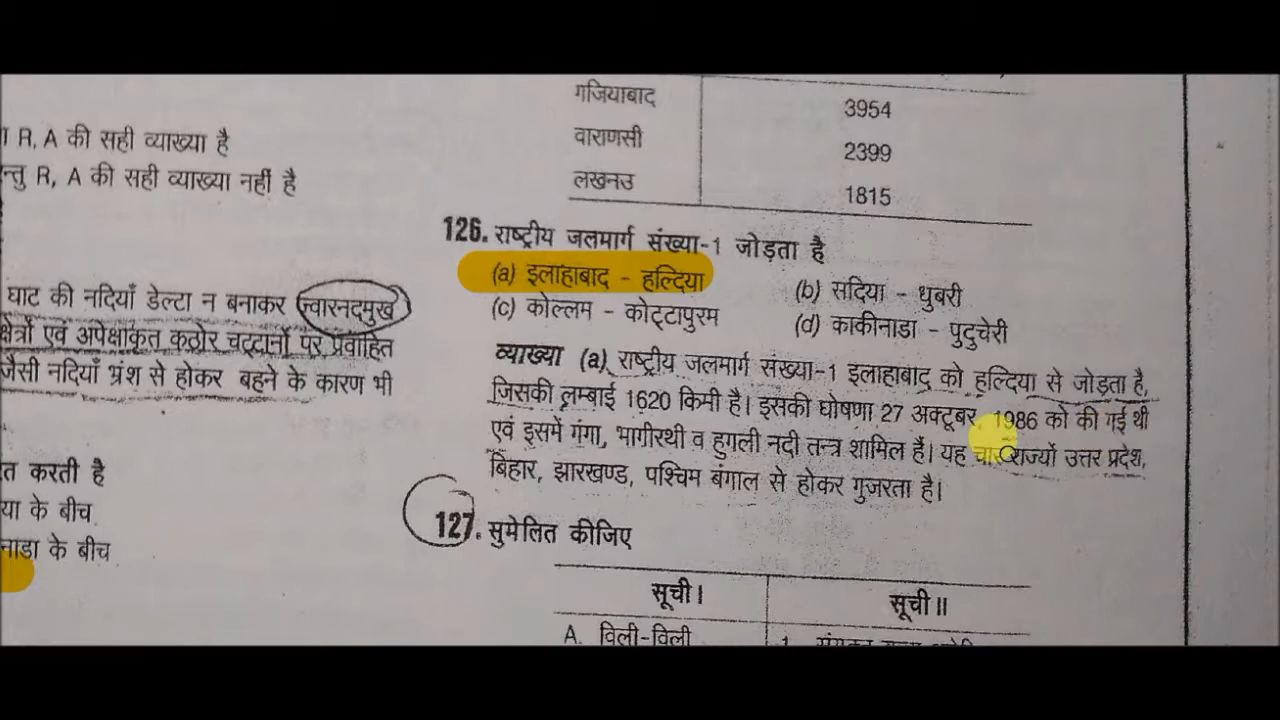 R, A की सही व्याख्या है
न्तु R, A की सही व्याख्या नहीं है
घाट की नदियाँ डेल्टा न बनाकर ज्वारनदमुख
क्षेत्रों एवं अपेक्षाकृत कठोर चट्टानों पर प्रवाहित
जैसी नदियाँ भ्रंश से होकर बहने के कारण भी
त करती है
या के बीच
नाडा के बीच
गजियाबाद 3954
वाराणसी 2399
लखनउ 1815
126. राष्ट्रीय जलमार्ग संख्या-1 जोड़ता है
(a) इलाहाबाद - हल्दिया (b) सदिया - धुबरी
(c) कोल्लम - कोट्टापुरम (d) काकीनाडा - पुदुचेरी
व्याख्या (a) राष्ट्रीय जलमार्ग संख्या-1 इलाहाबाद को हल्दिया से जोड़ता है,
जिसकी लम्बाई 1620 किमी है। इसकी घोषणा 27 अक्टूबर, 1986 को की गई थी
एवं इसमें गंगा, भागीरथी व हुगली नदी तन्त्र शामिल हैं। यह चार राज्यों उत्तर प्रदेश,
बिहार, झारखण्ड, पश्चिम बंगाल से होकर गुजरता है।
127. सुमेलित कीजिए
सूची I सूची II
A. विली-विली 1.